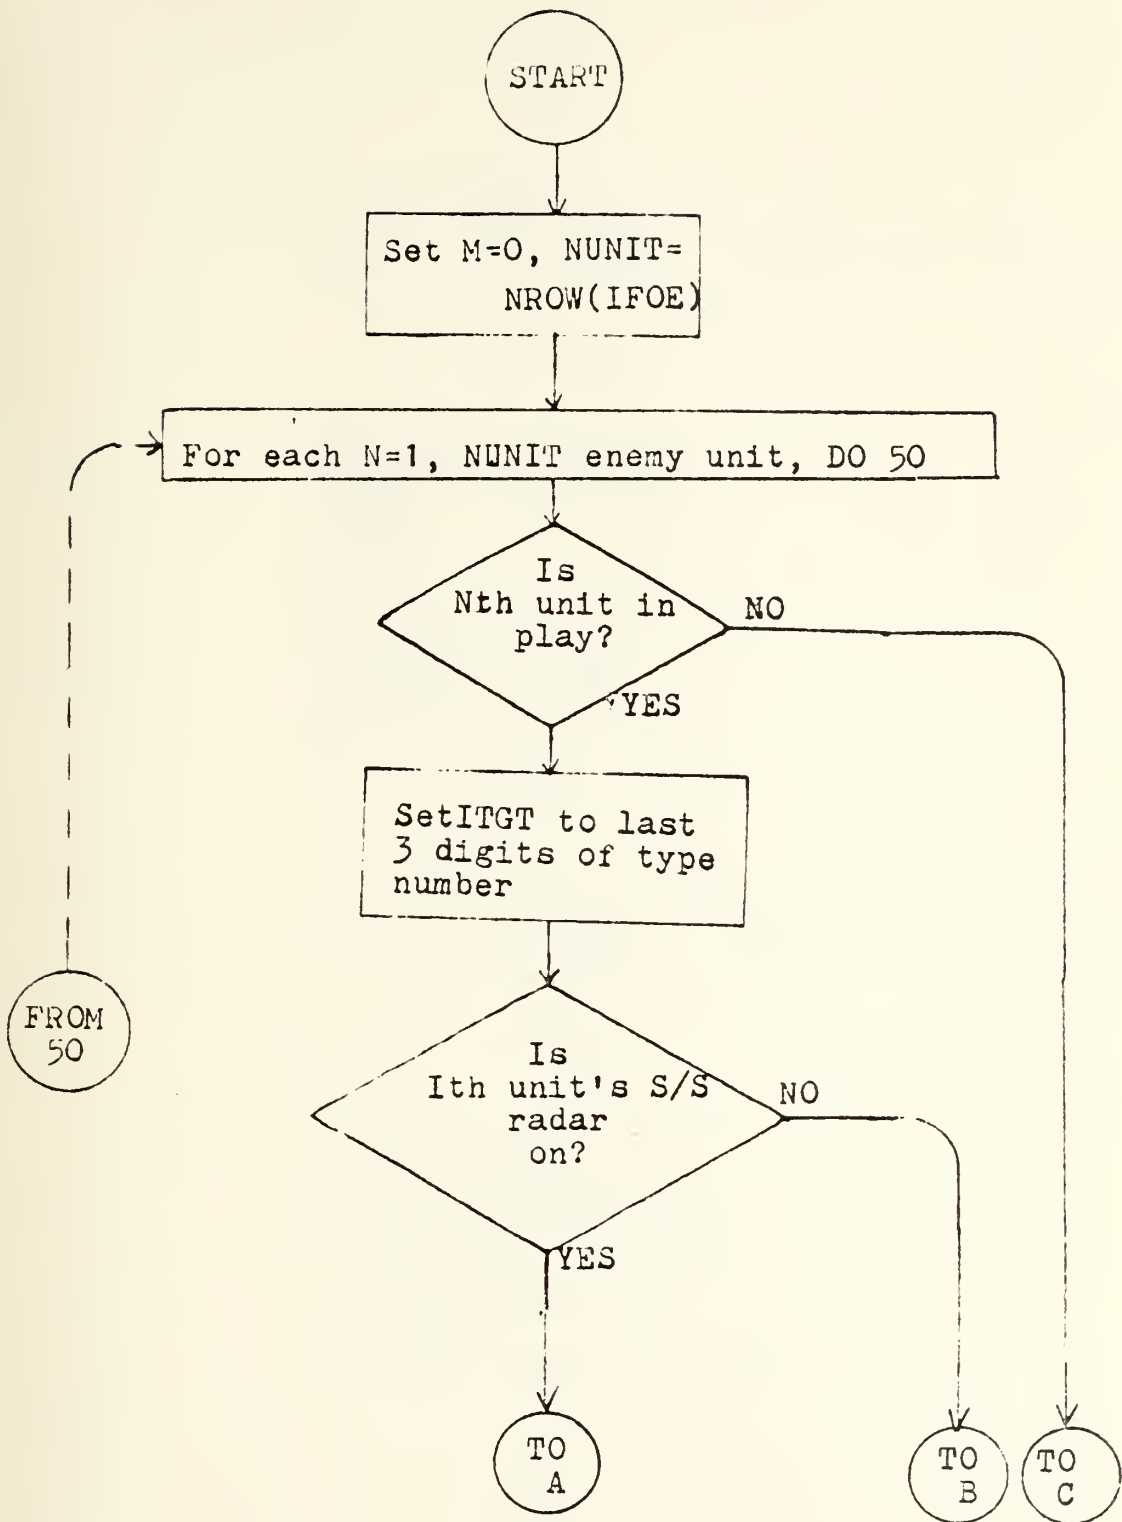 START
Set M=0, NUNIT=
NROW(IFOE)
For each N=1, NUNIT enemy unit, DO 50
Is
Nth unit in
play?
NO
YES
SetITGT to last
3 digits of type
number
FROM
50
Is
Ith unit's S/S
radar
on?
NO
YES
TO
A
TO
B
TO
C